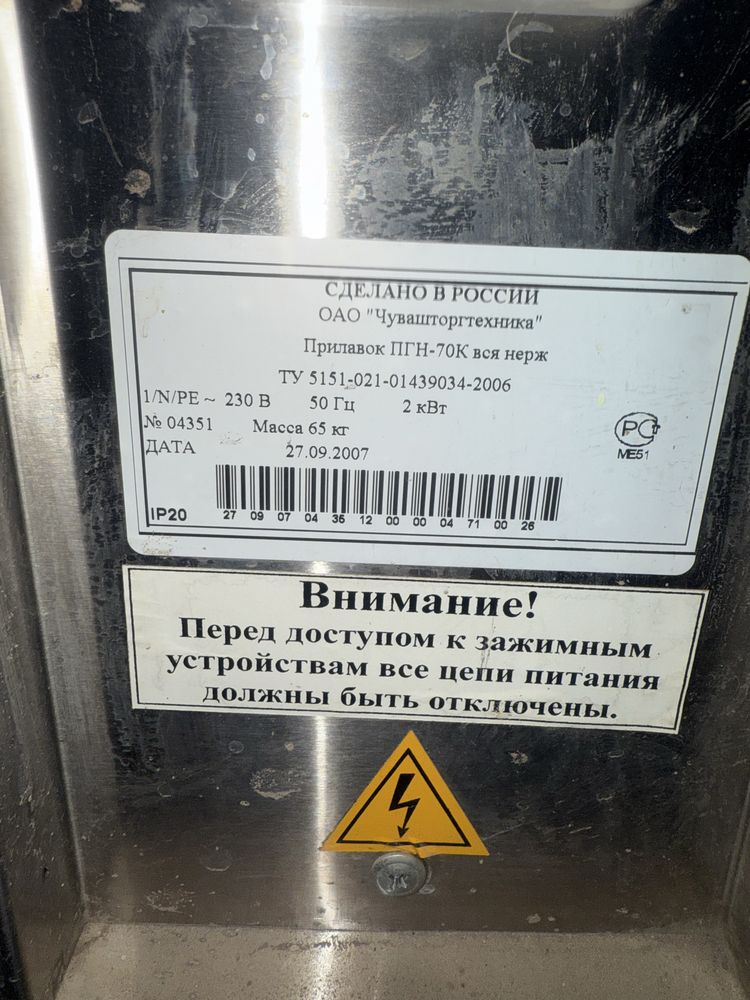 СДЕЛАНО В РОССИИ
ОАО "Чувашторгтехника"
Прилавок ПГН-70К вся нерж
ТУ 5151-021-01439034-2006
1/N/PE ~ 230 В 50 Гц 2 кВт
№ 04351 Масса 65 кг
ДАТА 27.09.2007
РСт
МЕ51
IP20
27 09 07 04 36 12 00 00 04 71 00 26
Внимание!
Перед доступом к зажимным
устройствам все цепи питания
должны быть отключены.